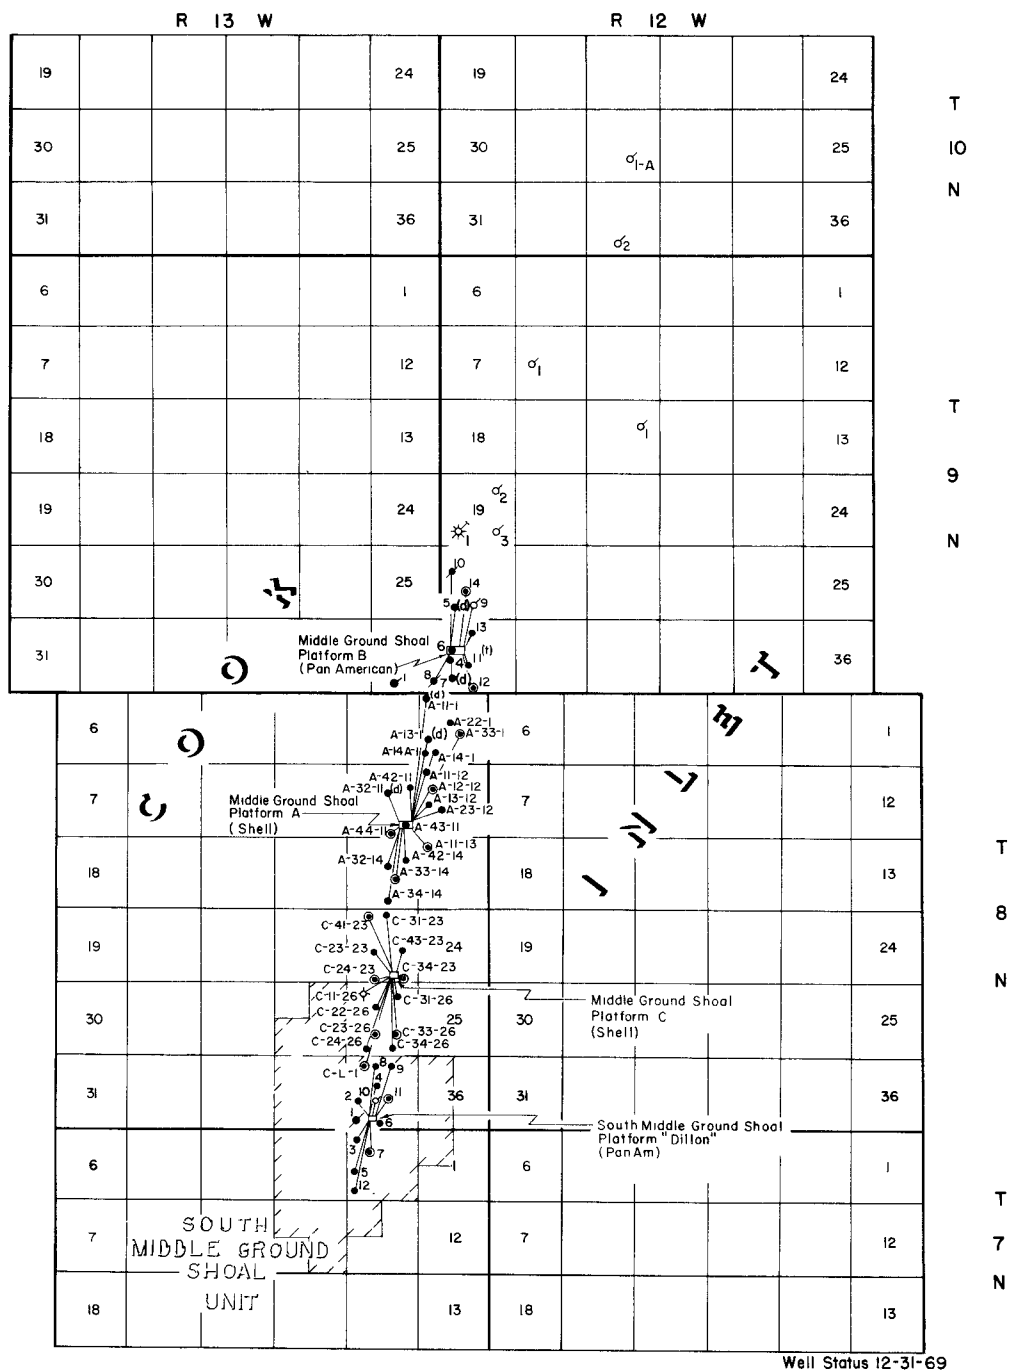 R 13 W R 12 W
19 24 19 24
T
10
N
30 25 30 1-A 25
31 36 31 2 36
6 1 6 1
7 12 7 1 12
18 13 18 1 13
T
9
N
19 24 19 2 24
1 3
30 25 10 14 25
5 (d) 9
13
Middle Ground Shoal
Platform B
(Pan American)
31 6 (t) 36
4 11
1 8 7 (d) 12
(d)
A-11-1
6 A-22-1 6 1
A-13-1 (d) A-33-1
A-14A-1 A-14-1
A-42-11 A-11-12
A-32-11 (d) A-12-12
7 A-13-12 7 12
A-23-12
Middle Ground Shoal
Platform A
(Shell)
A-43-11
A-44-11 A-11-13
A-32-14 A-42-14
18 A-33-14 18 13
A-34-14
T
8
N
C-41-23 C-31-23
19 C-23-23 C-43-23 24 19 24
C-24-23 C-34-23
C-11-26 C-31-26
C-22-26
Middle Ground Shoal
Platform C
(Shell)
30 25 30 25
C-23-26 C-33-26
C-24-26 C-34-26
C-L-1 8 9
4
31 2 10 11 36 31 36
1 6
South Middle Ground Shoal
Platform "Dillon"
(PanAm)
3 7
6 5 1 6 1
12
T
7
N
7 12 7 12
SOUTH
MIDDLE GROUND
SHOAL
UNIT
18 13 18 13
Well Status 12-31-69